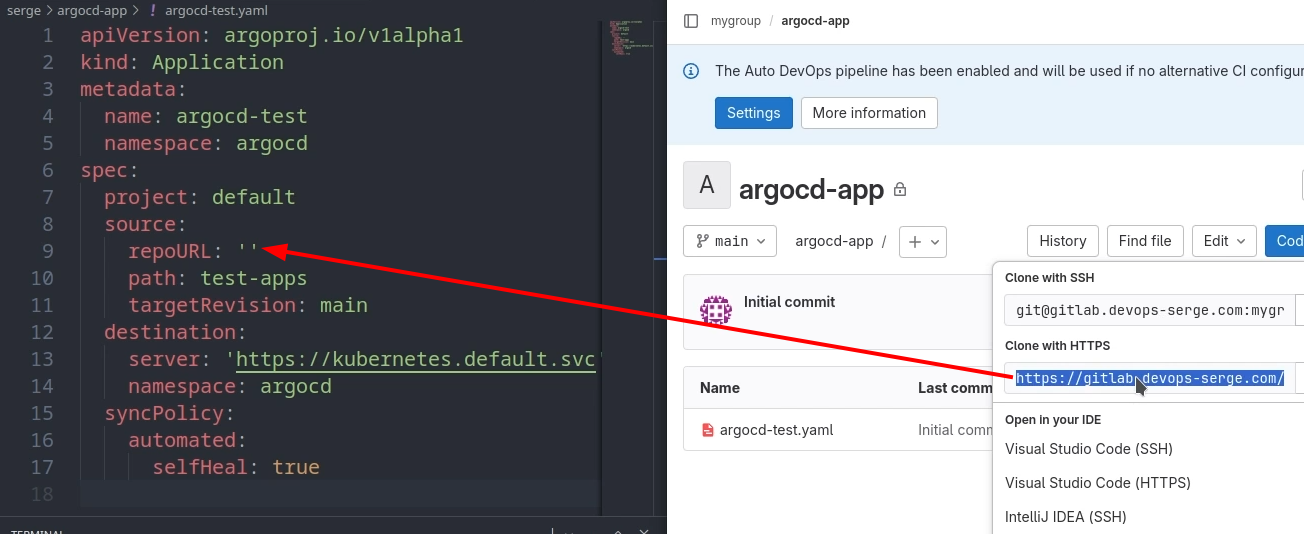 serge > argocd-app > ! argocd-test.yaml
1 apiVersion: argoproj.io/v1alpha1
2 kind: Application
3 metadata:
4 name: argocd-test
5 namespace: argocd
6 spec:
7 project: default
8 source:
9 repoURL: ''
10 path: test-apps
11 targetRevision: main
12 destination:
13 server: 'https://kubernetes.default.svc'
14 namespace: argocd
15 syncPolicy:
16 automated:
17 selfHeal: true
18
TERMINAL
mygroup / argocd-app
The Auto DevOps pipeline has been enabled and will be used if no alternative CI configur
Settings More information
A argocd-app
main argocd-app / + History Find file Edit Cod
Initial commit
Name Last comm
argocd-test.yaml Initial comm
Clone with SSH
git@gitlab.devops-serge.com:mygr
Clone with HTTPS
https://gitlab.devops-serge.com/
Open in your IDE
Visual Studio Code (SSH)
Visual Studio Code (HTTPS)
IntelliJ IDEA (SSH)